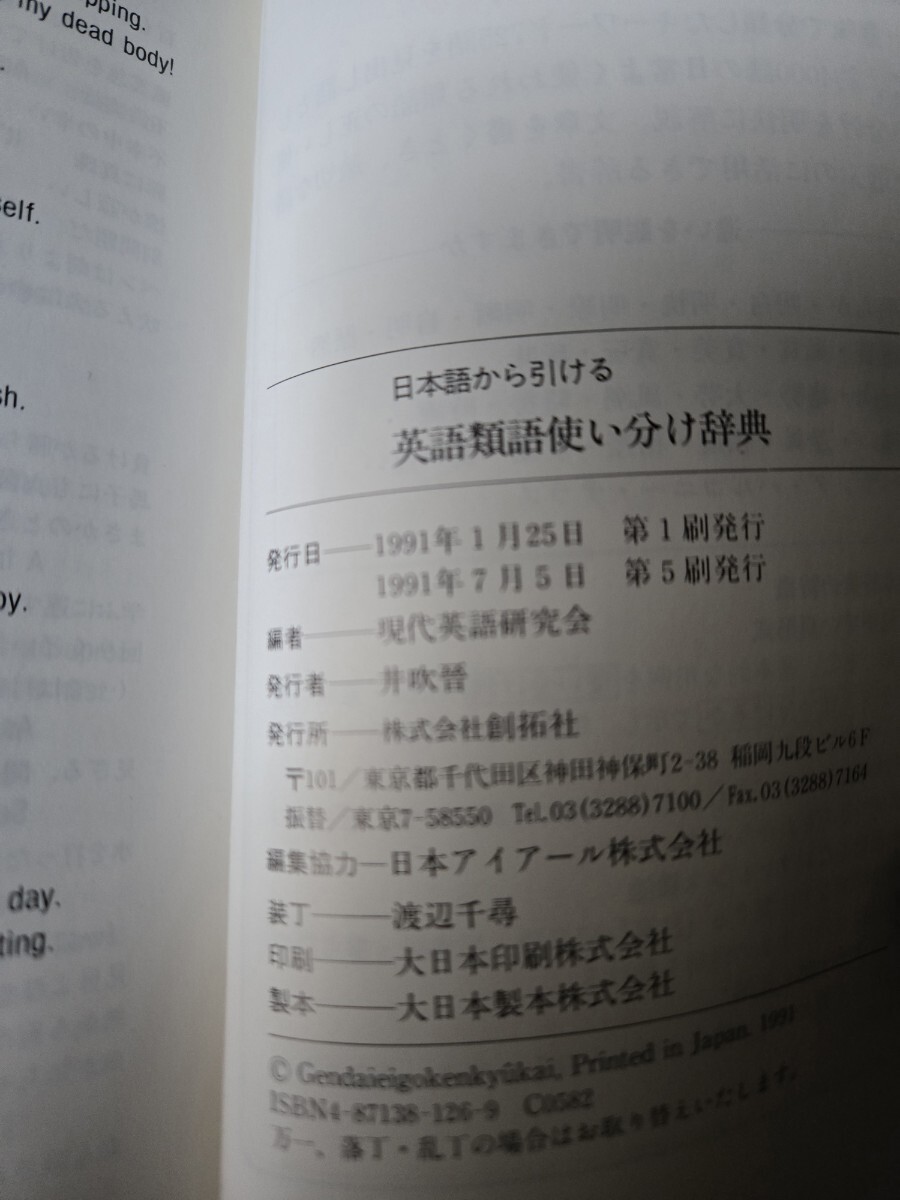 pping.
my dead body!
self.
sh.
oy.
day.
ting.
日本語から引ける
英語類語使い分け辞典
発行日――1991年1月25日 第1刷発行
1991年7月5日 第5刷発行
編者――現代英語研究会
発行者――井吹晉
発行所――株式会社創拓社
〒101/東京都千代田区神田神保町2-38 稲岡九段ビル6F
振替/東京7-58550 Tel.03(3288)7100/Fax.03(3288)7164
編集協力―日本アイアール株式会社
装丁――渡辺千尋
印刷――大日本印刷株式会社
製本――大日本製本株式会社
© Gendaieigokenkyûkai, Printed in Japan. 1991
ISBN4-87138-126-9 C0582
万一、落丁・乱丁の場合はお取り替えいたします。